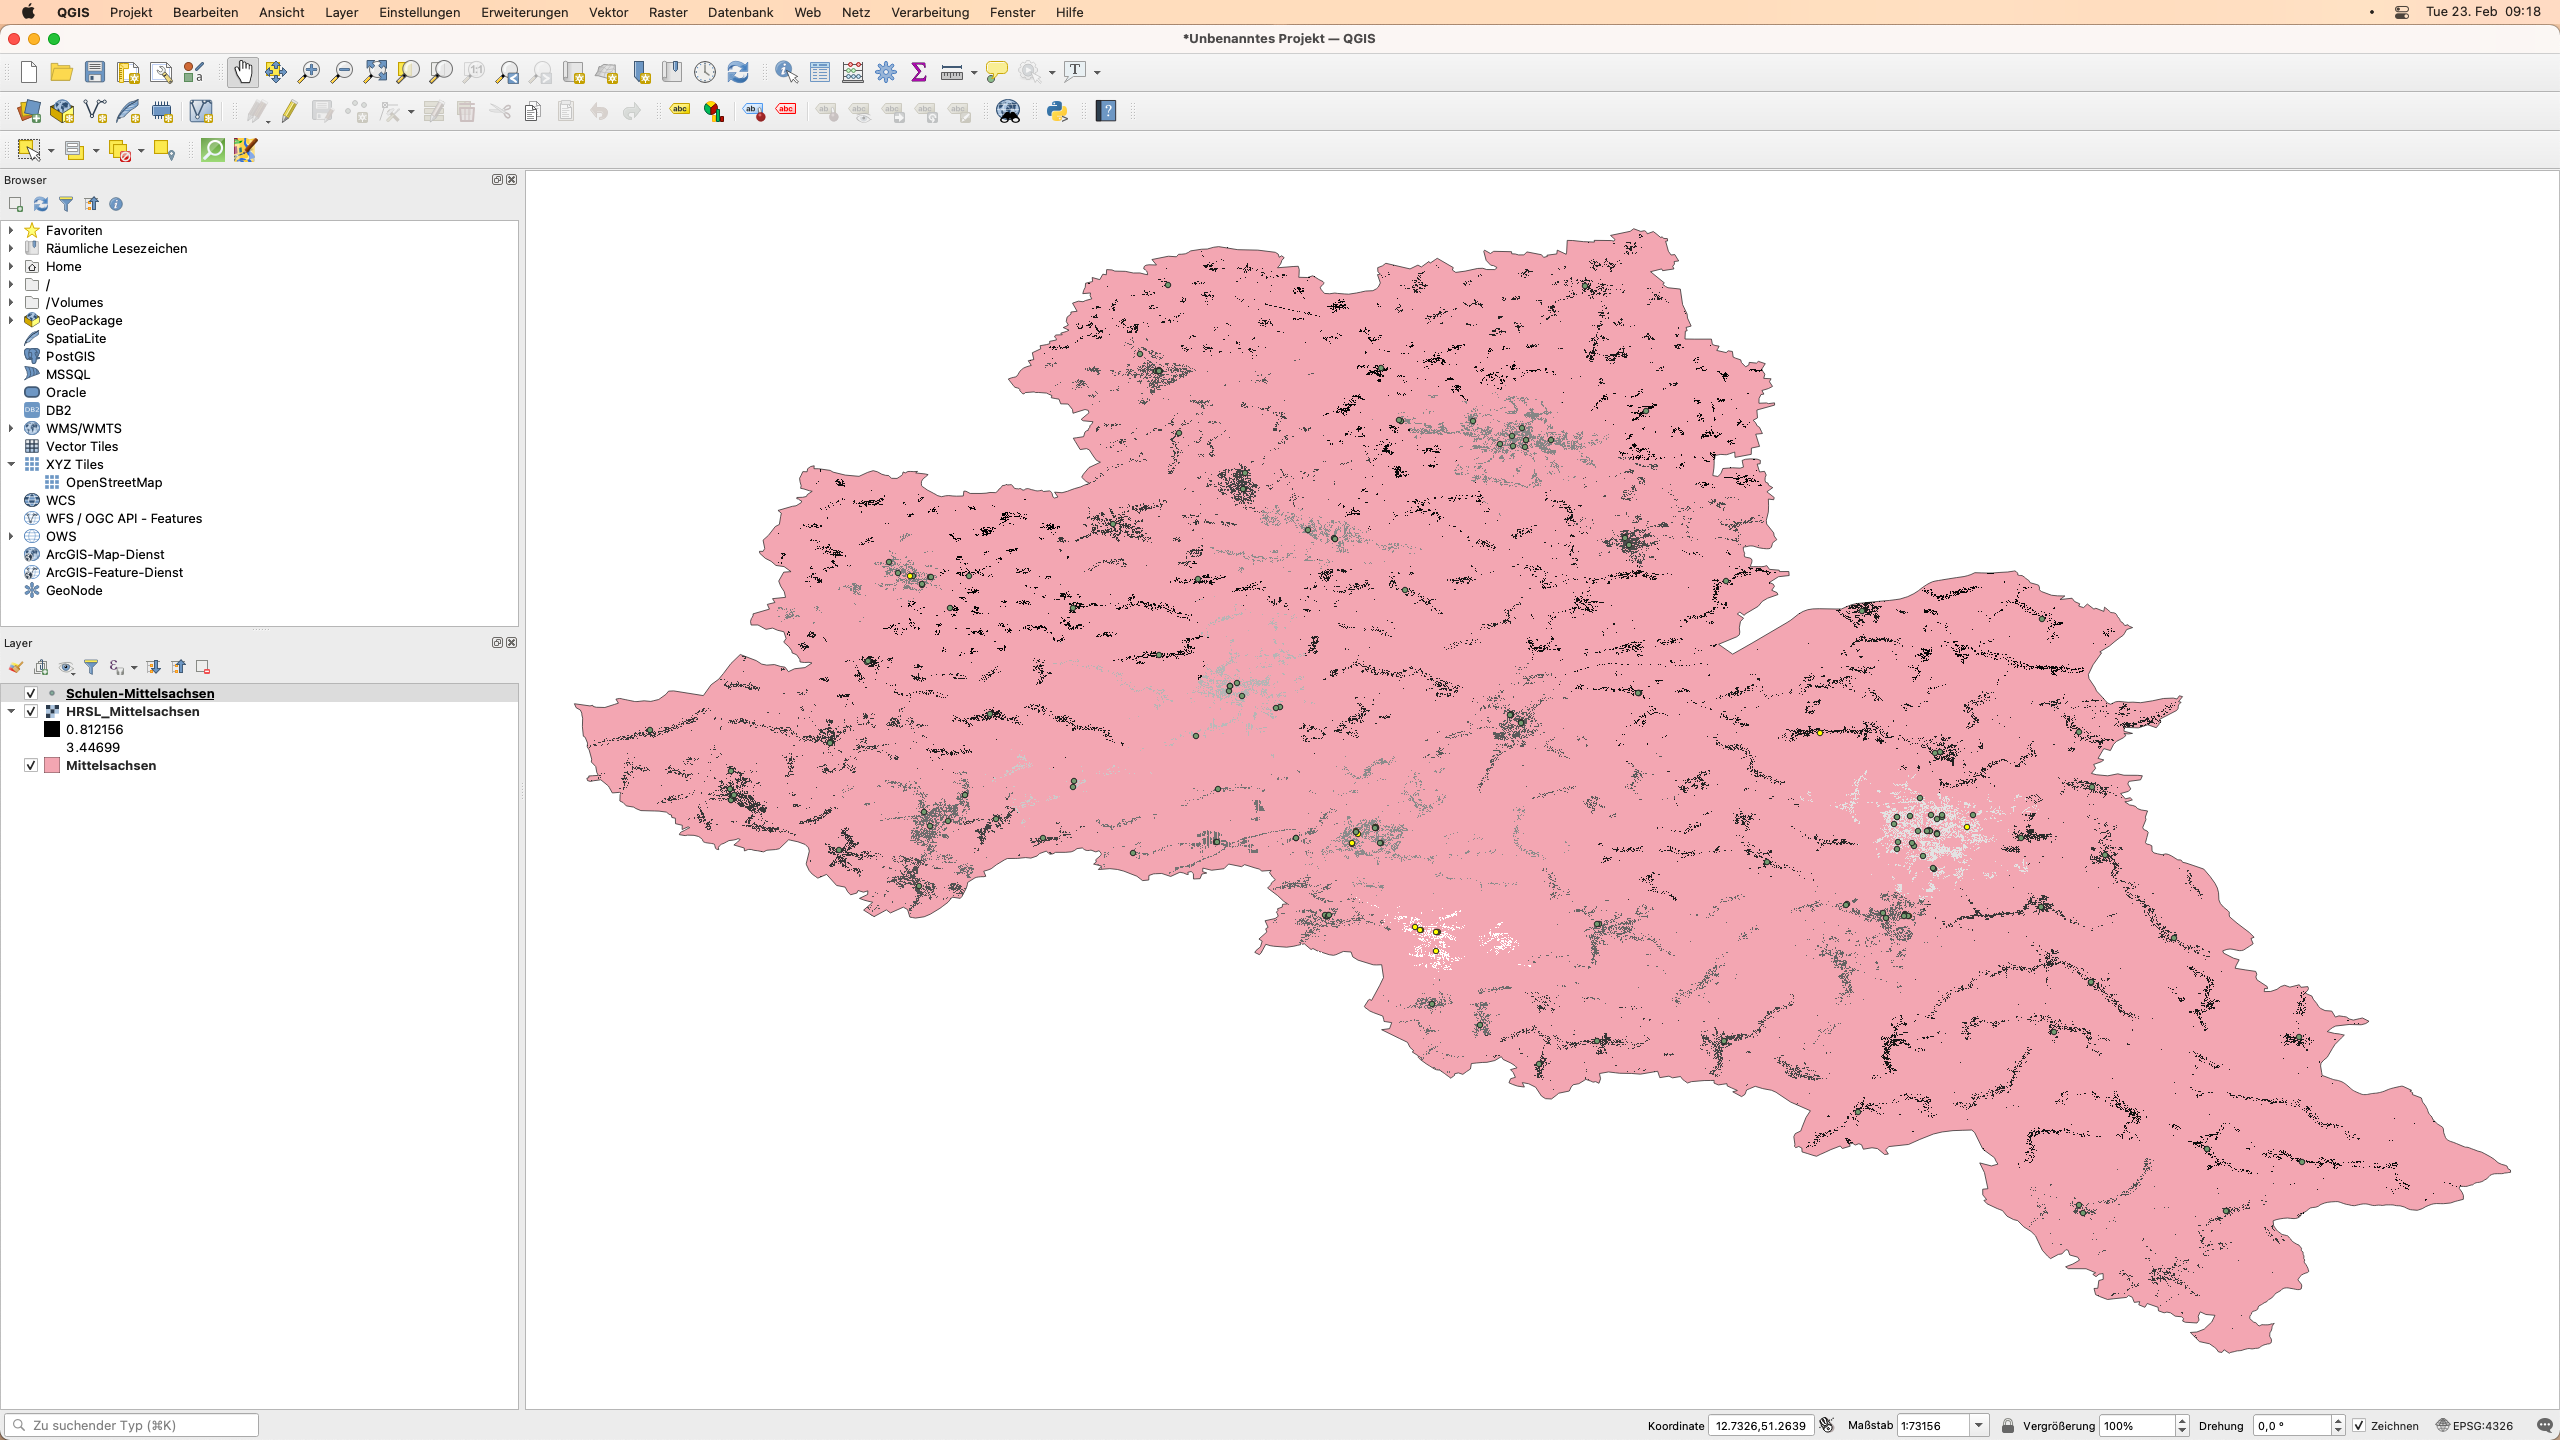 QGIS Projekt Bearbeiten Ansicht Layer Einstellungen Erweiterungen Vektor Raster Datenbank Web Netz Verarbeitung Fenster Hilfe Tue 23. Feb 09:18
*Unbenanntes Projekt — QGIS
Browser
Favoriten
Räumliche Lesezeichen
Home
/
/Volumes
GeoPackage
SpatiaLite
PostGIS
MSSQL
Oracle
DB2
WMS/WMTS
Vector Tiles
XYZ Tiles
OpenStreetMap
WCS
WFS / OGC API - Features
OWS
ArcGIS-Map-Dienst
ArcGIS-Feature-Dienst
GeoNode
Layer
Schulen-Mittelsachsen
HRSL_Mittelsachsen
0.812156
3.44699
Mittelsachsen
Zu suchender Typ (⌘K) Koordinate 12.7326,51.2639 Maßstab 1:73156 Vergrößerung 100% Drehung 0,0 ° Zeichnen EPSG:4326